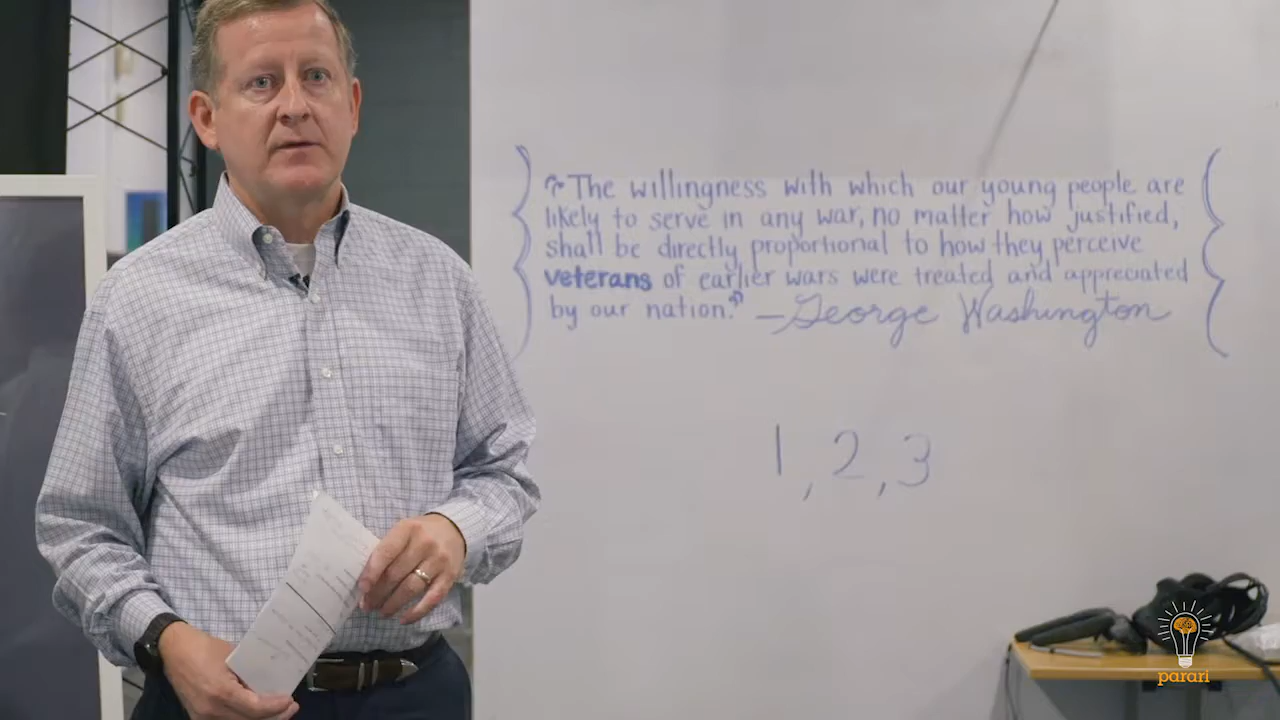 "The willingness with which our young people are
likely to serve in any war, no matter how justified,
shall be directly proportional to how they perceive
veterans of earlier wars were treated and appreciated
by our nation." —George Washington
1, 2, 3
parari